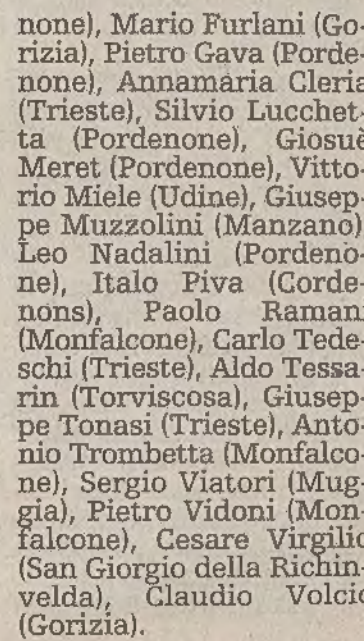 none), Mario Furlani (Go-
rizia), Pietro Gava (Porde-
none), Annamaria Cleria
(Trieste), Silvio Lucchet-
ta (Pordenone), Giosuè
Meret (Pordenone), Vitto-
rio Miele (Udine), Giusep-
pe Muzzolini (Manzano)
Leo Nadalini (Pordeno-
ne), Italo Piva (Corde-
nons), Paolo Ramani
(Monfalcone), Carlo Tede-
schi (Trieste), Aldo Tessa-
rin (Torviscosa), Giusep-
pe Tonasi (Trieste), Anto-
nio Trombetta (Monfalco-
ne), Sergio Viatori (Mug-
gia), Pietro Vidoni (Mon-
falcone), Cesare Virgilio
(San Giorgio della Richin-
velda), Claudio Volcic
(Gorizia).